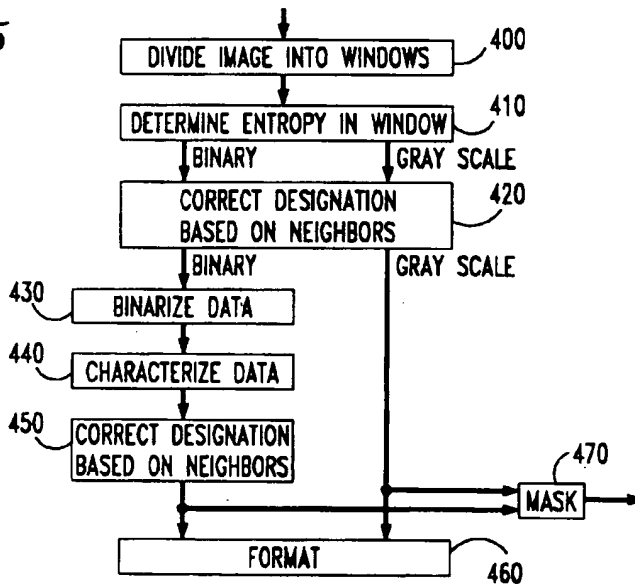 400
DIVIDE IMAGE INTO WINDOWS
410
DETERMINE ENTROPY IN WINDOW
BINARY GRAY SCALE
420
CORRECT DESIGNATION
BASED ON NEIGHBORS
BINARY GRAY SCALE
430
BINARIZE DATA
440
CHARACTERIZE DATA
450
CORRECT DESIGNATION
BASED ON NEIGHBORS
470
MASK
FORMAT
460